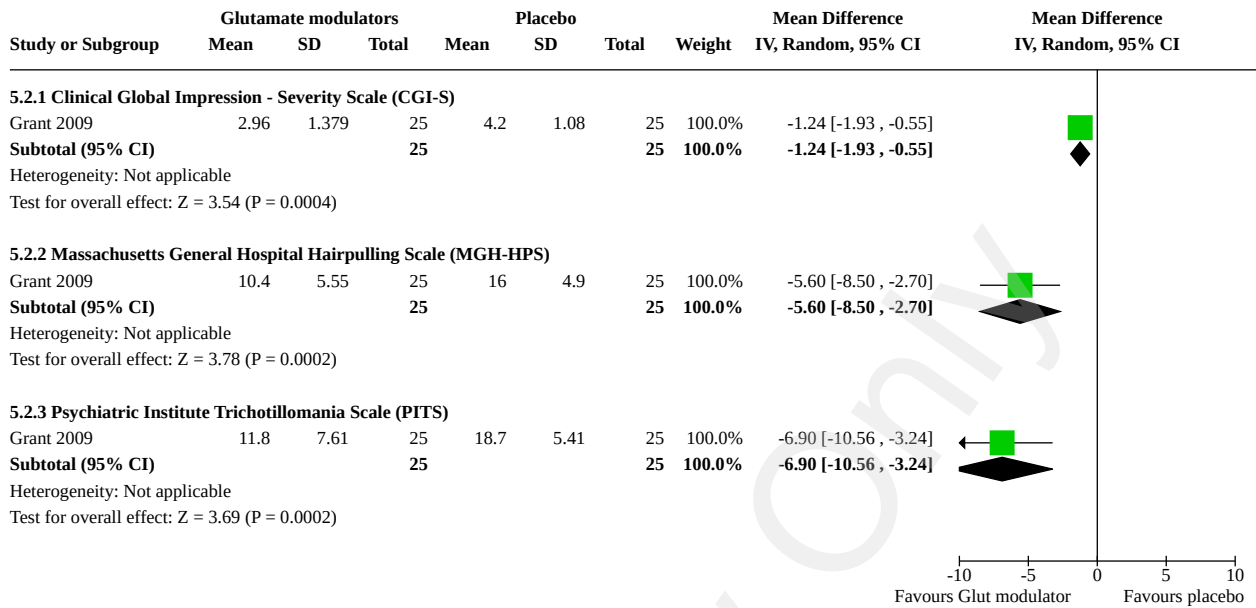 Glutamate modulators Placebo Mean Difference Mean Difference
Study or Subgroup Mean SD Total Mean SD Total Weight IV, Random, 95% CI IV, Random, 95% CI
5.2.1 Clinical Global Impression - Severity Scale (CGI-S)
Grant 2009 2.96 1.379 25 4.2 1.08 25 100.0% -1.24 [-1.93 , -0.55]
Subtotal (95% CI) 25 25 100.0% -1.24 [-1.93 , -0.55]
Heterogeneity: Not applicable
Test for overall effect: Z = 3.54 (P = 0.0004)
5.2.2 Massachusetts General Hospital Hairpulling Scale (MGH-HPS)
Grant 2009 10.4 5.55 25 16 4.9 25 100.0% -5.60 [-8.50 , -2.70]
Subtotal (95% CI) 25 25 100.0% -5.60 [-8.50 , -2.70]
Heterogeneity: Not applicable
Test for overall effect: Z = 3.78 (P = 0.0002)
5.2.3 Psychiatric Institute Trichotillomania Scale (PITS)
Grant 2009 11.8 7.61 25 18.7 5.41 25 100.0% -6.90 [-10.56 , -3.24]
Subtotal (95% CI) 25 25 100.0% -6.90 [-10.56 , -3.24]
Heterogeneity: Not applicable
Test for overall effect: Z = 3.69 (P = 0.0002)
-10 -5 0 5 10
Favours Glut modulator Favours placebo
Only